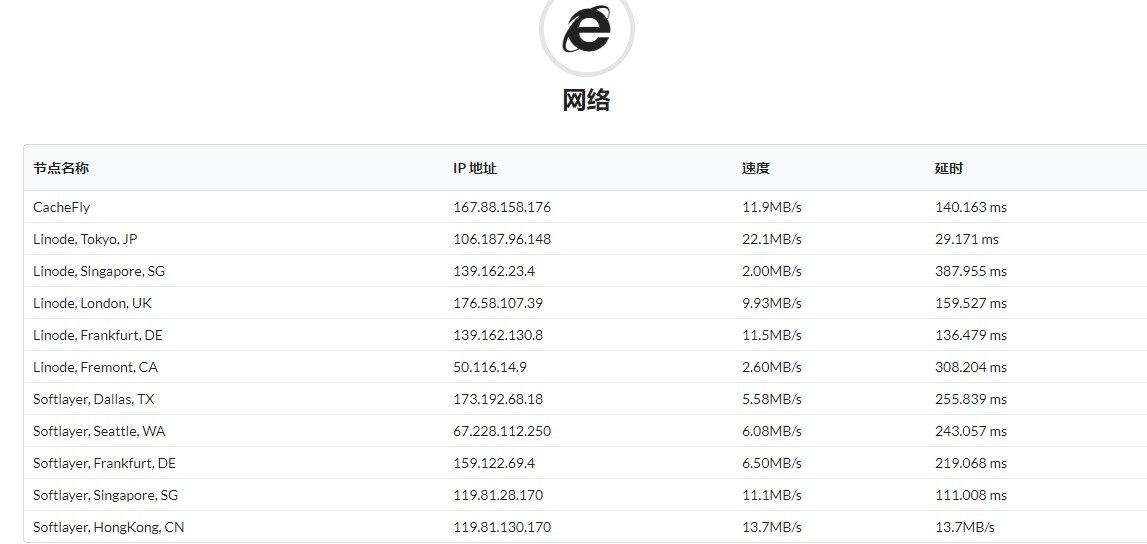 网络
节点名称 IP 地址 速度 延时
CacheFly 167.88.158.176 11.9MB/s 140.163 ms
Linode, Tokyo, JP 106.187.96.148 22.1MB/s 29.171 ms
Linode, Singapore, SG 139.162.23.4 2.00MB/s 387.955 ms
Linode, London, UK 176.58.107.39 9.93MB/s 159.527 ms
Linode, Frankfurt, DE 139.162.130.8 11.5MB/s 136.479 ms
Linode, Fremont, CA 50.116.14.9 2.60MB/s 308.204 ms
Softlayer, Dallas, TX 173.192.68.18 5.58MB/s 255.839 ms
Softlayer, Seattle, WA 67.228.112.250 6.08MB/s 243.057 ms
Softlayer, Frankfurt, DE 159.122.69.4 6.50MB/s 219.068 ms
Softlayer, Singapore, SG 119.81.28.170 11.1MB/s 111.008 ms
Softlayer, HongKong, CN 119.81.130.170 13.7MB/s 13.7MB/s